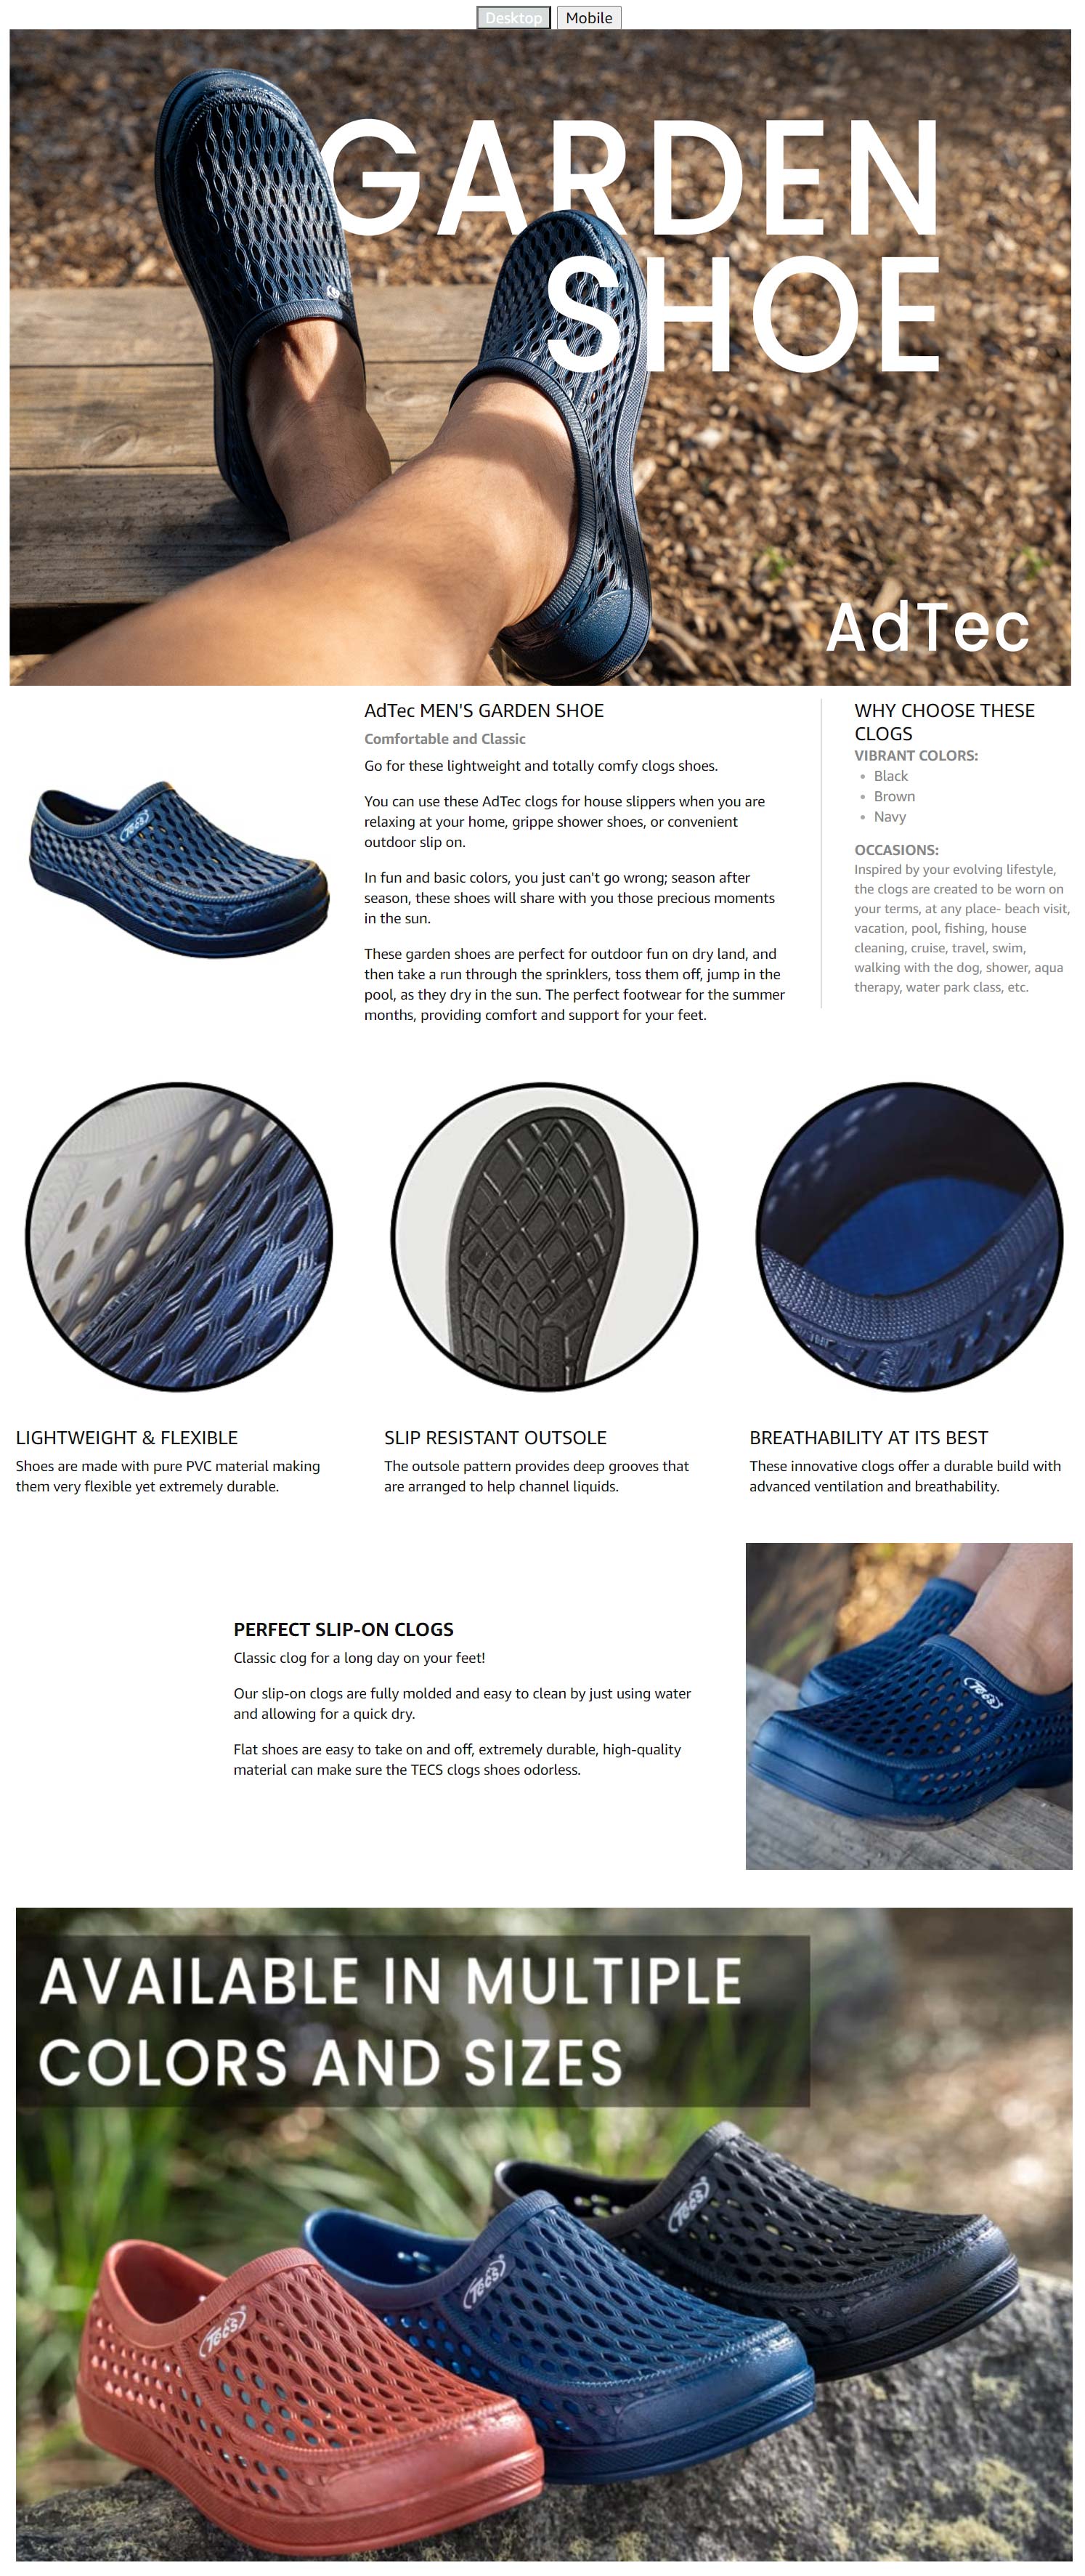 Desktop
Mobile
GARDEN
SHOE
AdTec
AdTec MEN'S GARDEN SHOE
Comfortable and Classic
Go for these lightweight and totally comfy clogs shoes.
You can use these AdTec clogs for house slippers when you are
relaxing at your home, grippe shower shoes, or convenient
outdoor slip on.
In fun and basic colors, you just can't go wrong; season after
season, these shoes will share with you those precious moments
in the sun.
These garden shoes are perfect for outdoor fun on dry land, and
then take a run through the sprinklers, toss them off, jump in the
pool, as they dry in the sun. The perfect footwear for the summer
months, providing comfort and support for your feet.
WHY CHOOSE THESE
CLOGS
VIBRANT COLORS:
• Black
• Brown
• Navy
OCCASIONS:
Inspired by your evolving lifestyle,
the clogs are created to be worn on
your terms, at any place- beach visit,
vacation, pool, fishing, house
cleaning, cruise, travel, swim,
walking with the dog, shower, aqua
therapy, water park class, etc.
Tecs
LIGHTWEIGHT & FLEXIBLE
Shoes are made with pure PVC material making
them very flexible yet extremely durable.
SLIP RESISTANT OUTSOLE
The outsole pattern provides deep grooves that
are arranged to help channel liquids.
BREATHABILITY AT ITS BEST
These innovative clogs offer a durable build with
advanced ventilation and breathability.
PERFECT SLIP-ON CLOGS
Classic clog for a long day on your feet!
Our slip-on clogs are fully molded and easy to clean by just using water
and allowing for a quick dry.
Flat shoes are easy to take on and off, extremely durable, high-quality
material can make sure the TECS clogs shoes odorless.
Tecs
AVAILABLE IN MULTIPLE
COLORS AND SIZES
Tecs
Tecs
Tecs